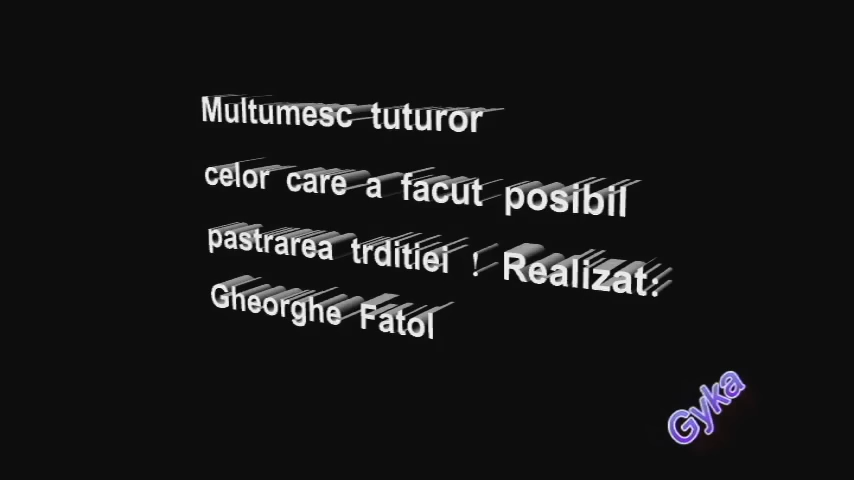 Multumesc tuturor
celor care a facut posibil
pastrarea trditiei ! Realizat:
Gheorghe Fatol
Gyka